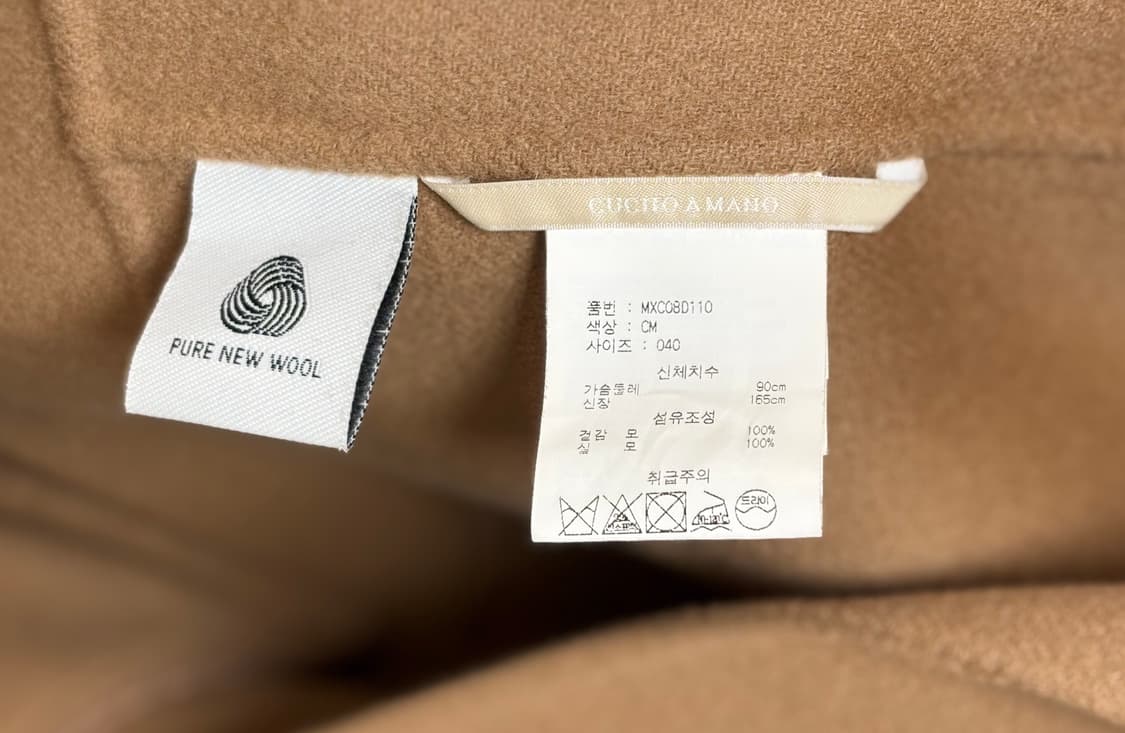 PURE NEW WOOL
CUCITO A MANO
품번 : MXC08D110
색상 : CM
사이즈 : 040
신체치수
가슴둘레 90cm
신장 165cm
섬유조성
겉감 모 100%
실 모 100%
취급주의
드라이